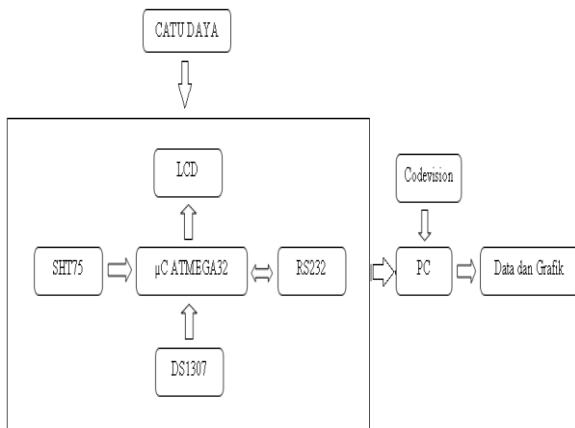 CATU DAYA
LCD
Codevision
SHT75
µC ATMEGA32
RS232
PC
Data dan Grafik
DS1307